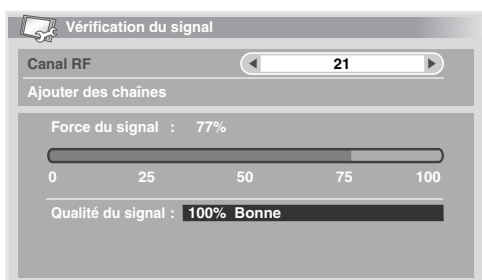 Vérification du signal
Canal RF 21
Ajouter des chaînes
Force du signal : 77%
0 25 50 75 100
Qualité du signal : 100% Bonne